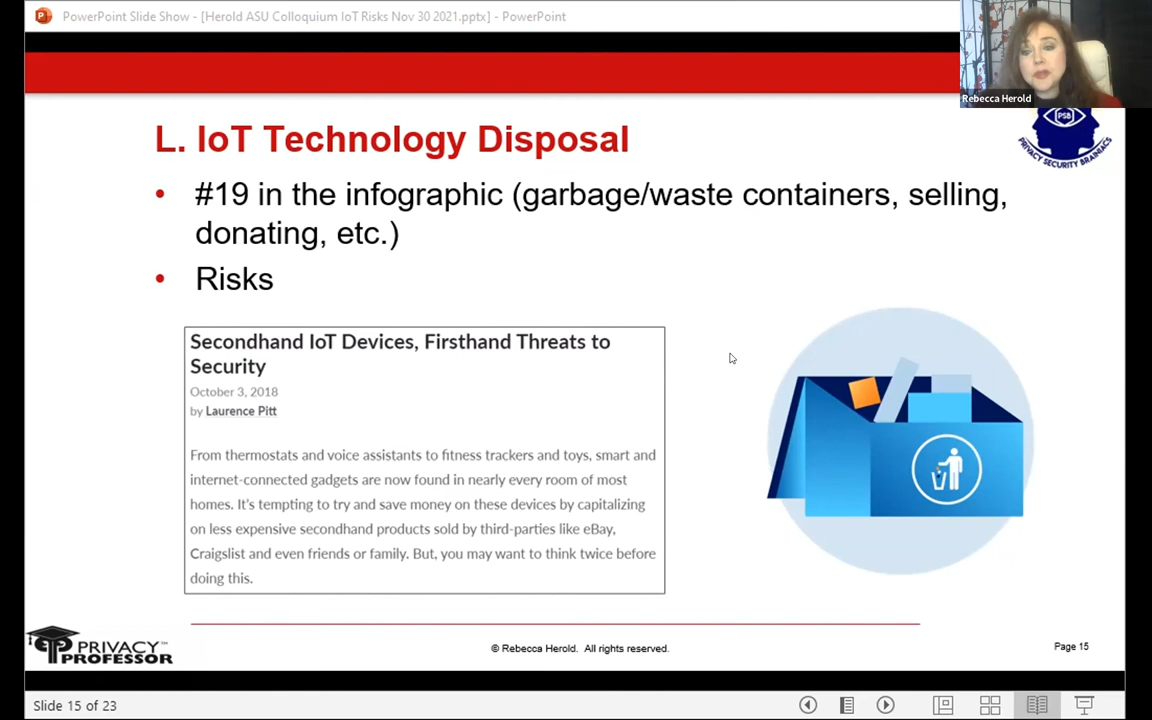 PowerPoint Slide Show - [Herold ASU Colloquium IoT Risks Nov 30 2021.pptx] - PowerPoint
Rebecca Herold
PSB
PRIVACY SECURITY BRAINIACS
L. IoT Technology Disposal
• #19 in the infographic (garbage/waste containers, selling,
donating, etc.)
• Risks
Secondhand IoT Devices, Firsthand Threats to
Security
October 3, 2018
by Laurence Pitt
From thermostats and voice assistants to fitness trackers and toys, smart and
internet-connected gadgets are now found in nearly every room of most
homes. It's tempting to try and save money on these devices by capitalizing
on less expensive secondhand products sold by third-parties like eBay,
Craigslist and even friends or family. But, you may want to think twice before
doing this.
PRIVACY
PROFESSOR
© Rebecca Herold. All rights reserved.
Page 15
Slide 15 of 23